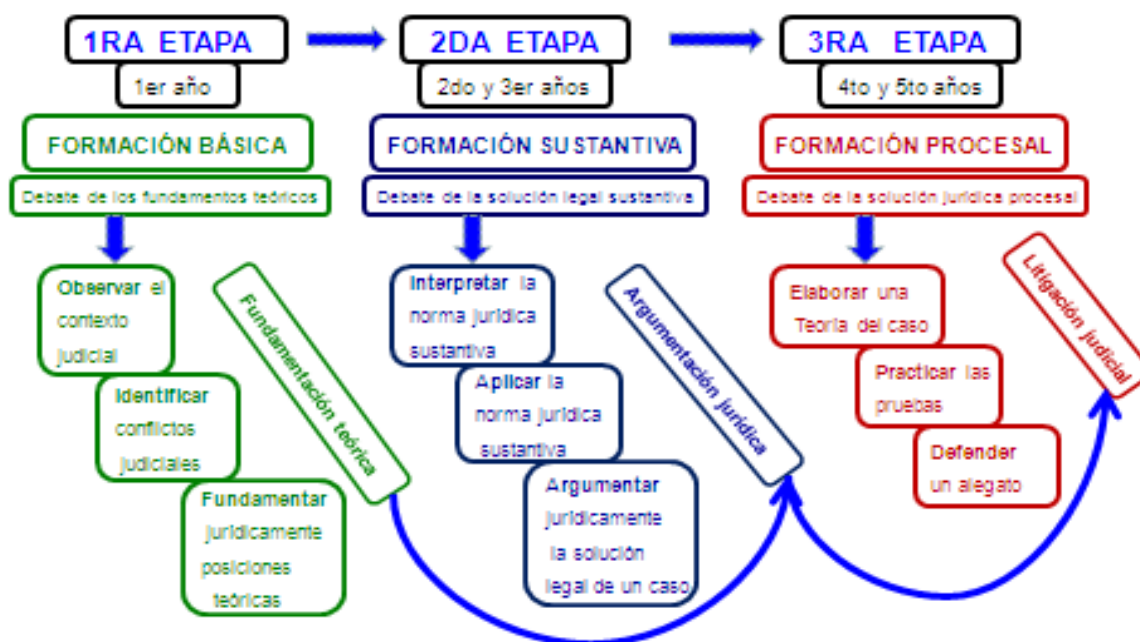 1RA ETAPA
1er año
FORMACIÓN BÁSICA
Debate de los fundamentos teóricos
Observar el
contexto
judicial
Identificar
conflictos
judiciales
Fundamentar
jurídicamente
posiciones
teóricas
Fundamentación teórica
2DA ETAPA
2do y 3er años
FORMACIÓN SUSTANTIVA
Debate de la solución legal sustantiva
Interpretar la
norma jurídica
sustantiva
Aplicar la
norma jurídica
sustantiva
Argumentar
jurídicamente
la solución
legal de un caso
Argumentación jurídica
3RA ETAPA
4to y 5to años
FORMACIÓN PROCESAL
Debate de la solución jurídica procesal
Elaborar una
Teoría del caso
Practicar las
pruebas
Defender
un alegato
Litigación judicial